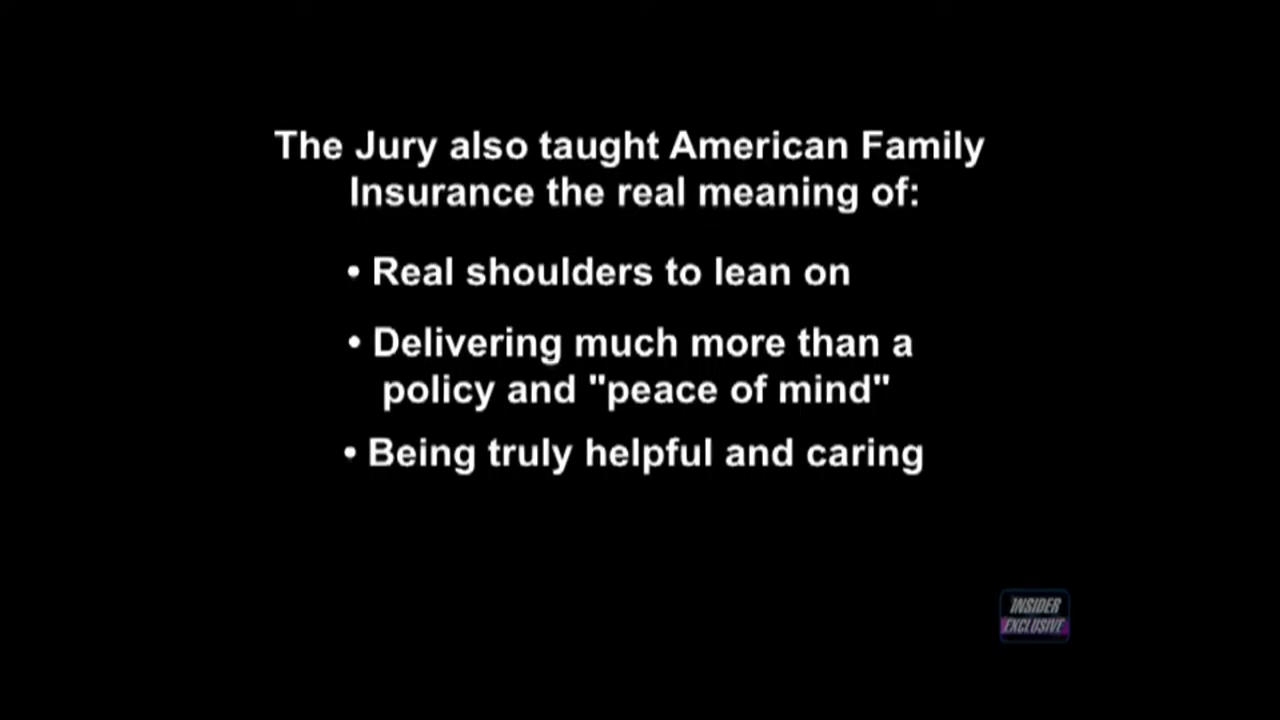 The Jury also taught American Family
Insurance the real meaning of:
• Real shoulders to lean on
• Delivering much more than a
policy and "peace of mind"
• Being truly helpful and caring
INSIDER
EXCLUSIVE